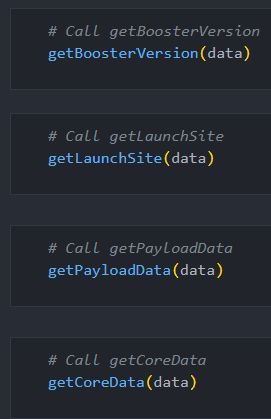 # Call getBoosterVersion
getBoosterVersion(data)
# Call getLaunchSite
getLaunchSite(data)
# Call getPayloadData
getPayloadData(data)
# Call getCoreData
getCoreData(data)